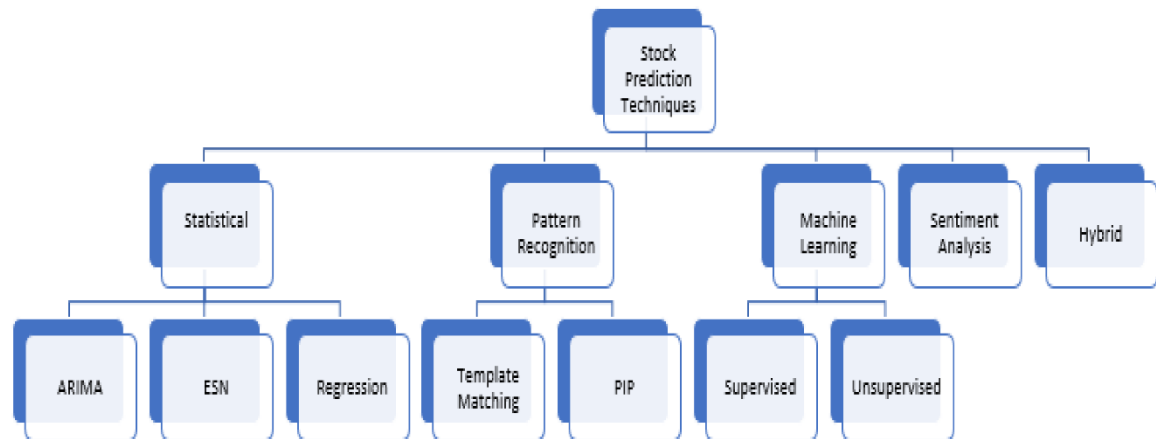 Stock
Prediction
Techniques
Statistical
Pattern
Recognition
Machine
Learning
Sentiment
Analysis
Hybrid
ARIMA
ESN
Regression
Template
Matching
PIP
Supervised
Unsupervised